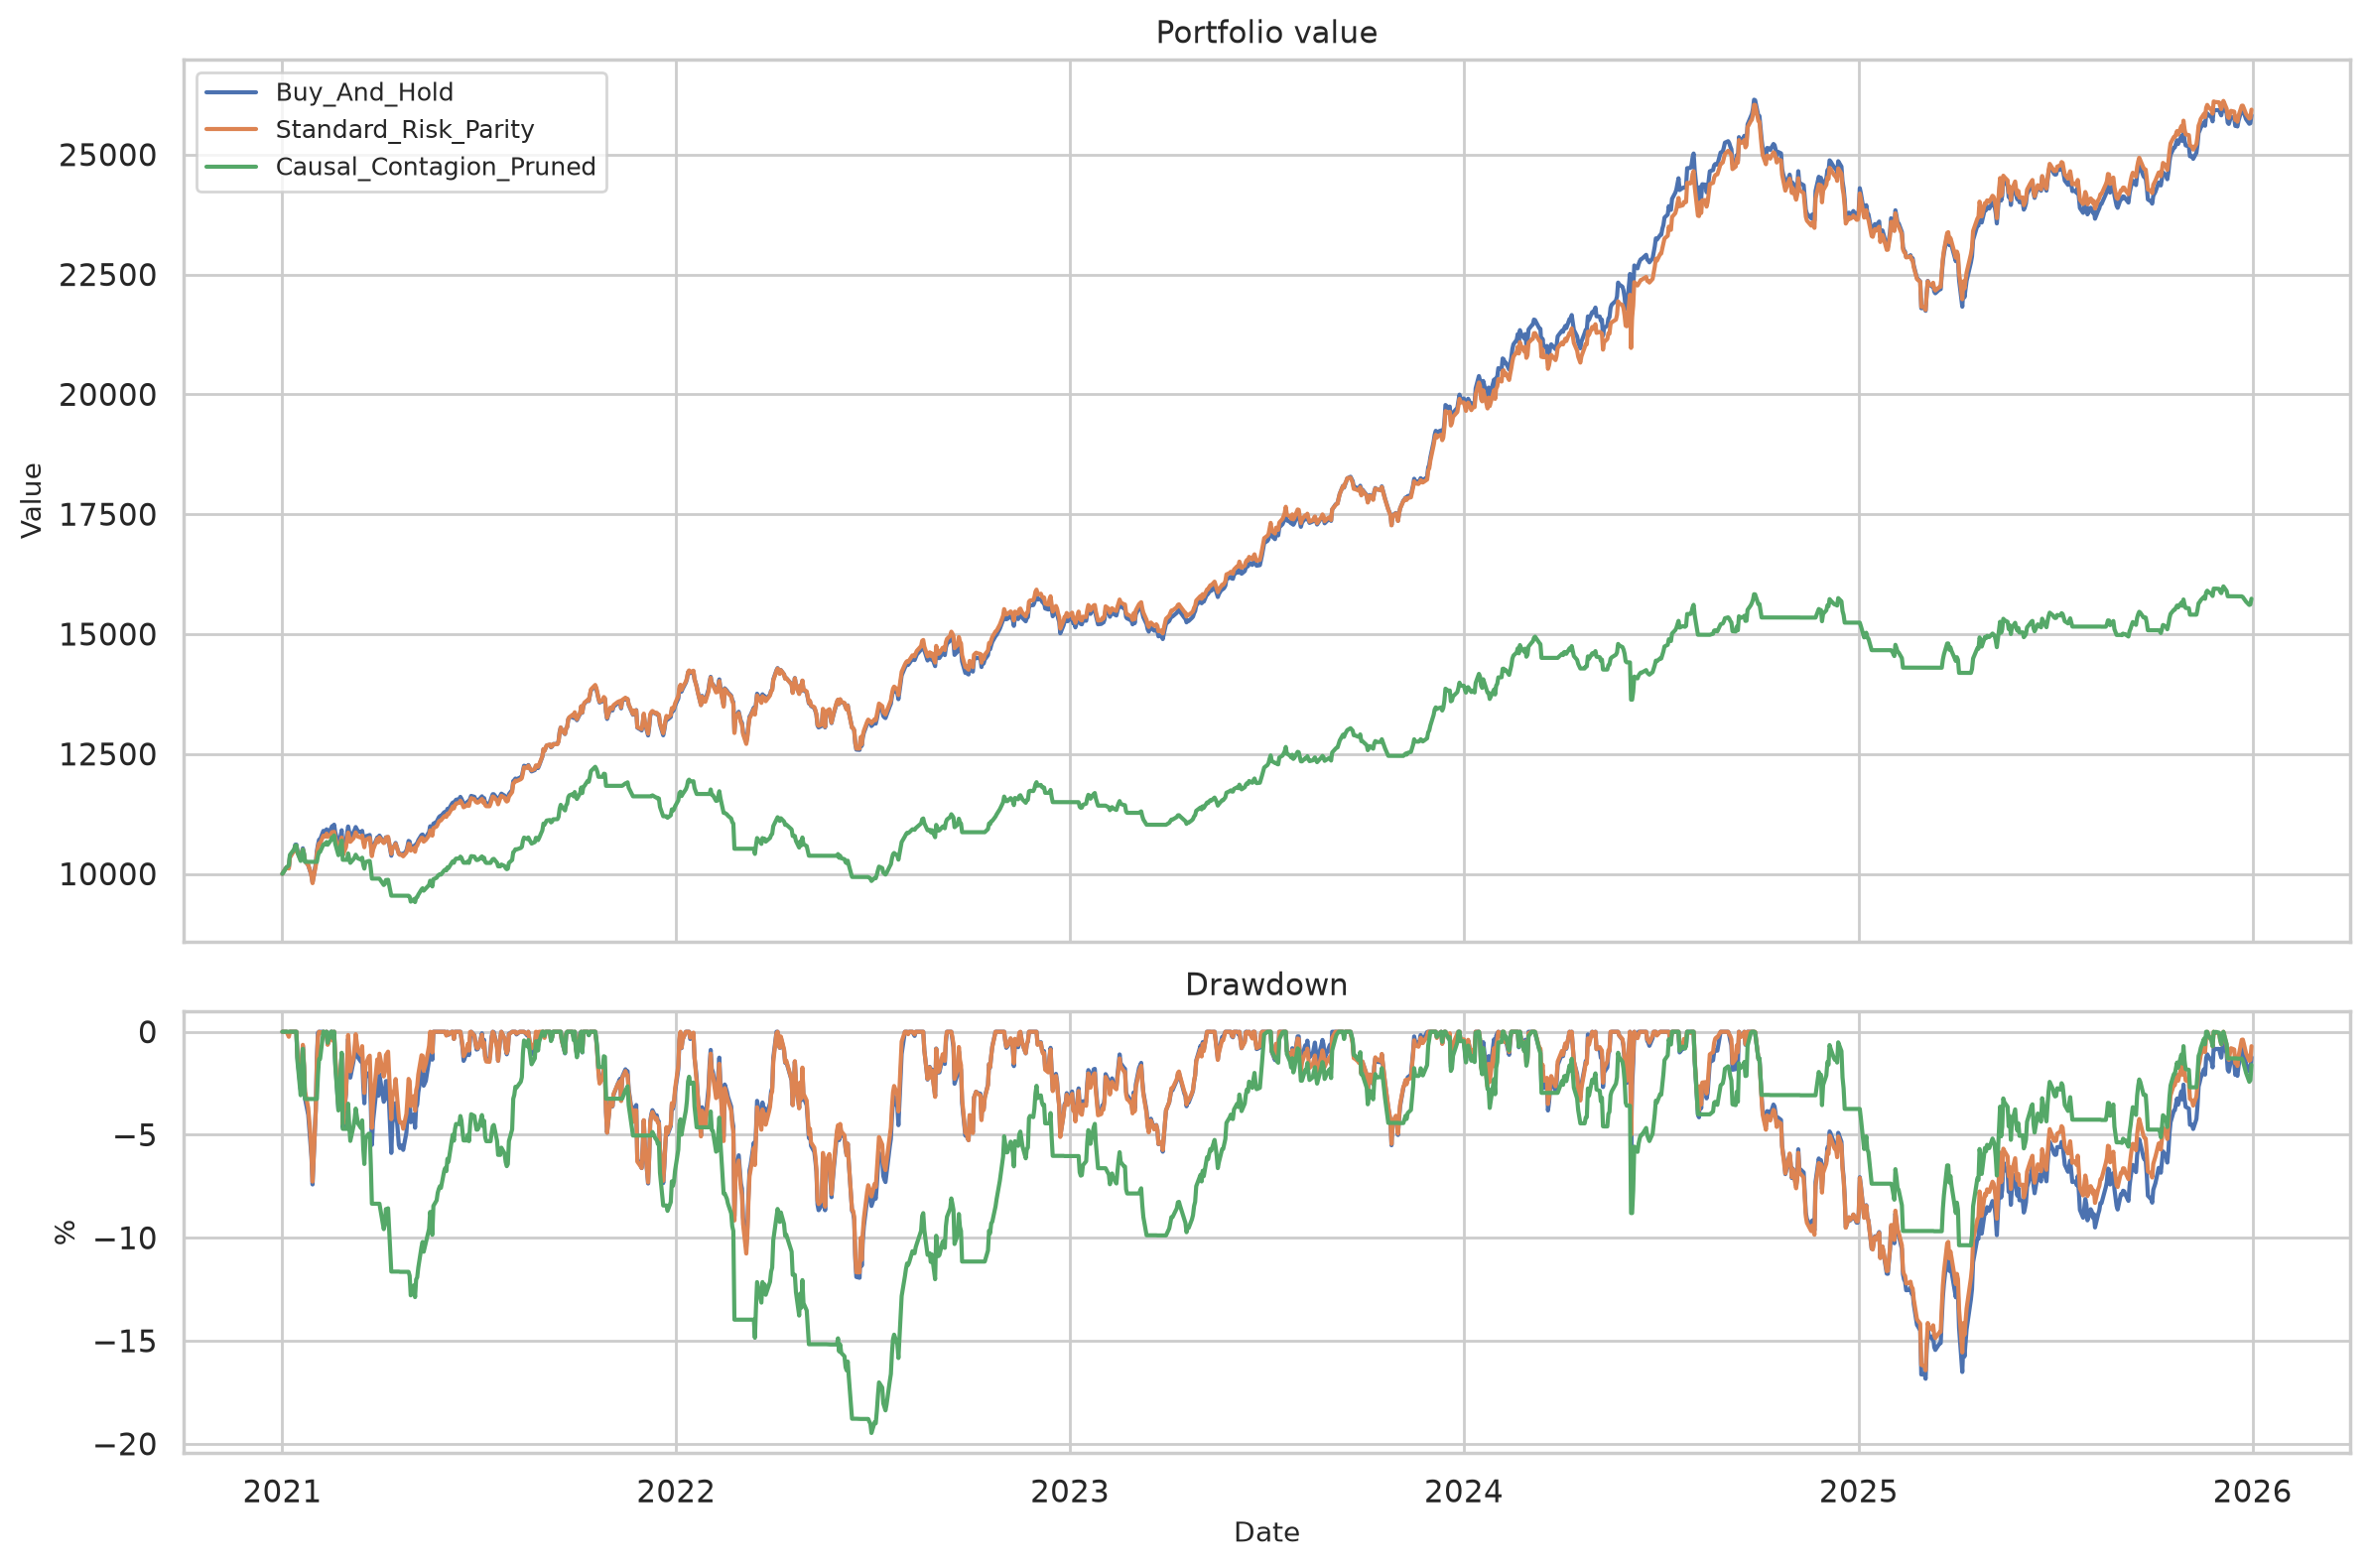 Portfolio value
Buy_And_Hold
Standard_Risk_Parity
Causal_Contagion_Pruned
25000
22500
20000
17500
15000
12500
10000
Value
Drawdown
0
−5
−10
−15
−20
%
2021 2022 2023 2024 2025 2026
Date